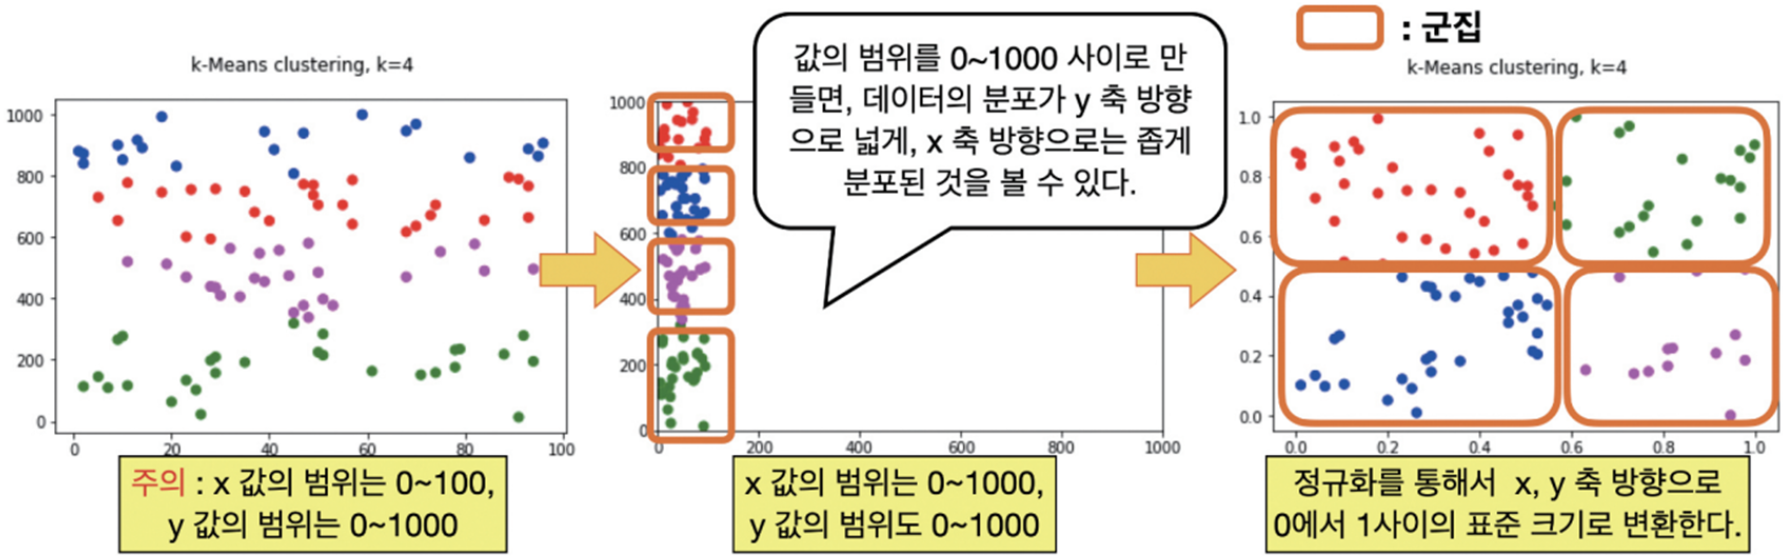 k-Means clustering, k=4
1000
800
600
400
200
0
0 20 40 60 80 100
주의 : x 값의 범위는 0~100,
y 값의 범위는 0~1000
값의 범위를 0~1000 사이로 만
들면, 데이터의 분포가 y 축 방향
으로 넓게, x 축 방향으로는 좁게
분포된 것을 볼 수 있다.
1000
800
600
400
200
0
0 200 400 600 800 1000
x 값의 범위는 0~1000,
y 값의 범위도 0~1000
: 군집
k-Means clustering, k=4
1.0
0.8
0.6
0.4
0.2
0.0
0.0 0.2 0.4 0.6 0.8 1.0
정규화를 통해서 x, y 축 방향으로
0에서 1사이의 표준 크기로 변환한다.